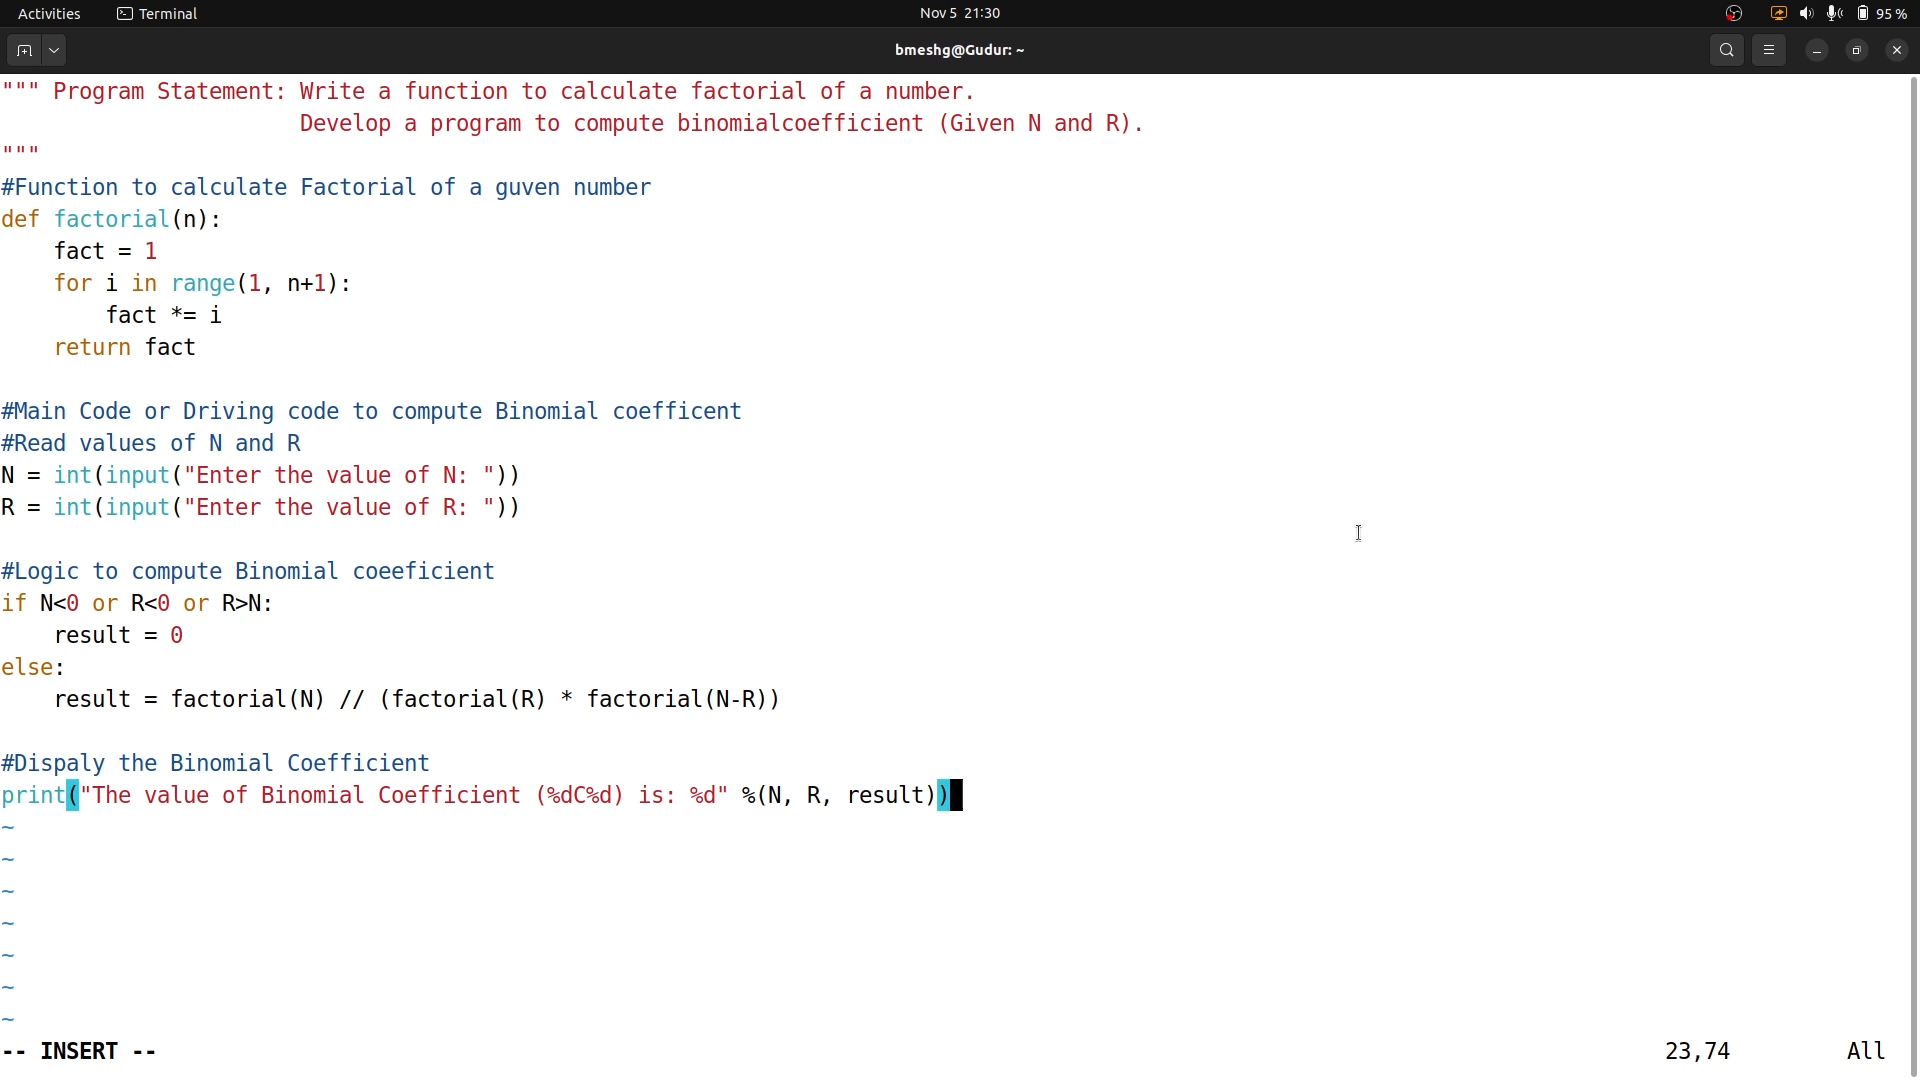 Activities Terminal Nov 5 21:30 95 %
bmeshg@Gudur: ~
""" Program Statement: Write a function to calculate factorial of a number.
                       Develop a program to compute binomialcoefficient (Given N and R).
"""
#Function to calculate Factorial of a guven number
def factorial(n):
    fact = 1
    for i in range(1, n+1):
        fact *= i
    return fact

#Main Code or Driving code to compute Binomial coefficent
#Read values of N and R
N = int(input("Enter the value of N: "))
R = int(input("Enter the value of R: "))

#Logic to compute Binomial coeeficient
if N<0 or R<0 or R>N:
    result = 0
else:
    result = factorial(N) // (factorial(R) * factorial(N-R))

#Dispaly the Binomial Coefficient
print("The value of Binomial Coefficient (%dC%d) is: %d" %(N, R, result))
~
~
~
~
~
~
~
-- INSERT -- 23,74 All